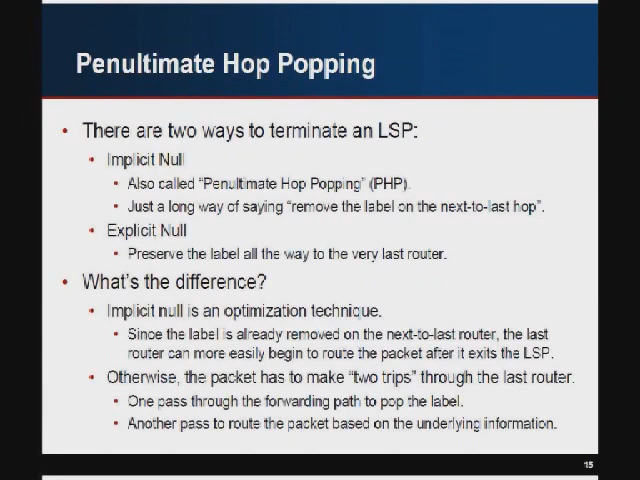 Penultimate Hop Popping
• There are two ways to terminate an LSP:
• Implicit Null
• Also called "Penultimate Hop Popping" (PHP).
• Just a long way of saying "remove the label on the next-to-last hop".
• Explicit Null
• Preserve the label all the way to the very last router.
• What's the difference?
• Implicit null is an optimization technique.
• Since the label is already removed on the next-to-last router, the last
router can more easily begin to route the packet after it exits the LSP.
• Otherwise, the packet has to make "two trips" through the last router.
• One pass through the forwarding path to pop the label.
• Another pass to route the packet based on the underlying information.
15